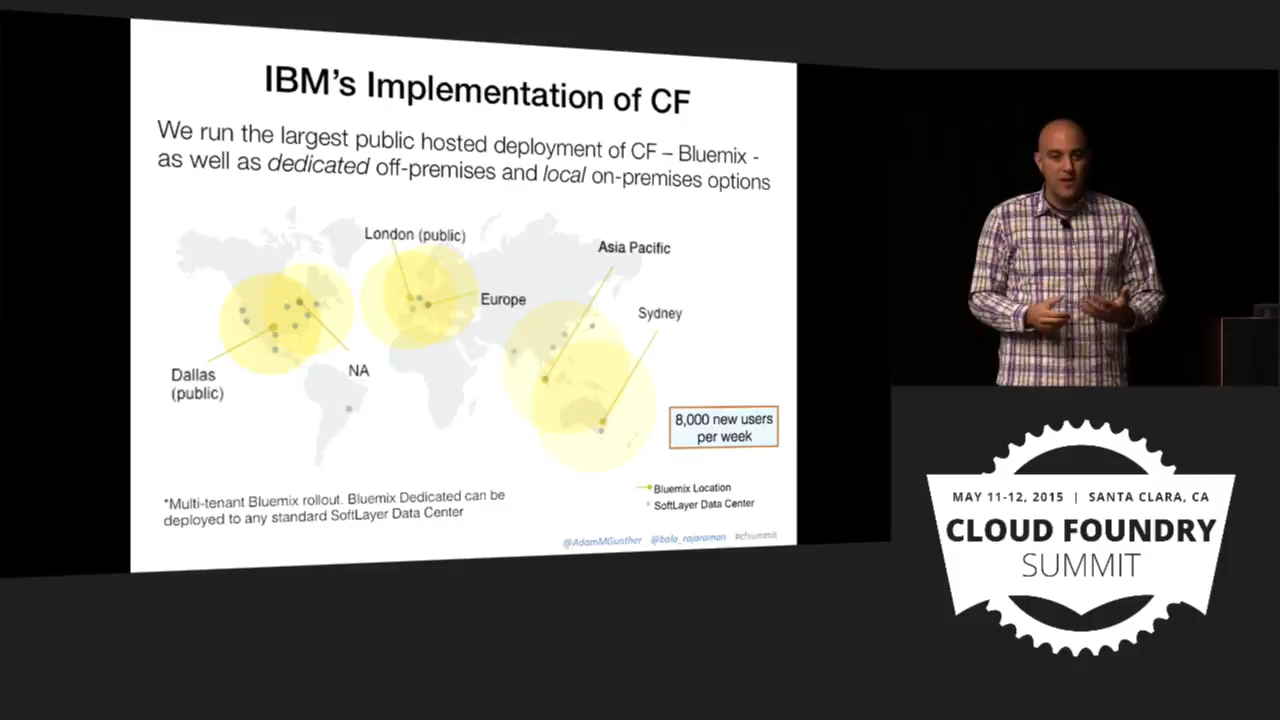 IBM's Implementation of CF
We run the largest public hosted deployment of CF – Bluemix -
as well as dedicated off-premises and local on-premises options
London (public)
Asia Pacific
Europe
Sydney
Dallas
(public)
NA
8,000 new users
per week
*Multi-tenant Bluemix rollout. Bluemix Dedicated can be
deployed to any standard SoftLayer Data Center
Bluemix Location
SoftLayer Data Center
@AdamMGunther @bala_rajaraman #cfsummit
MAY 11-12, 2015 | SANTA CLARA, CA
CLOUD FOUNDRY
SUMMIT